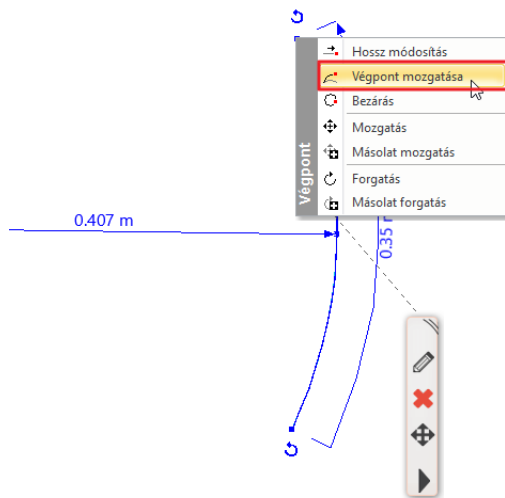 Hossz módosítás
Végpont mozgatása
Bezárás
Mozgatás
Másolat mozgatás
Forgatás
Másolat forgatás
Végpont
0.407 m
0.35